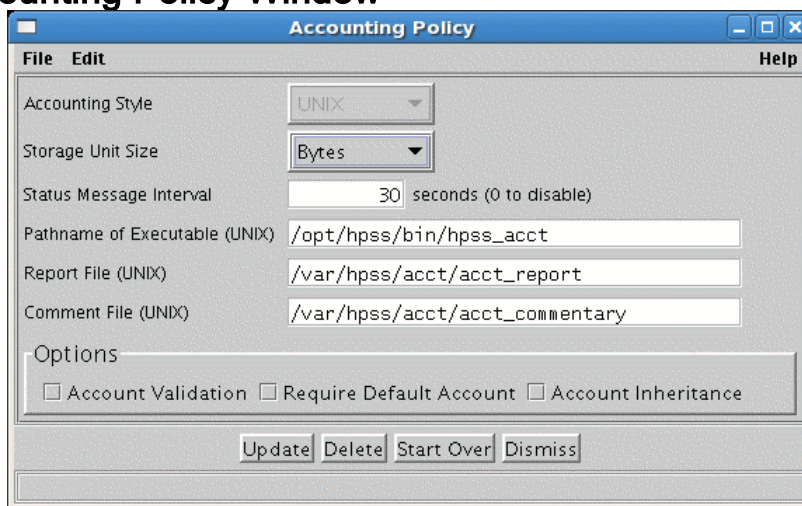 Accounting Policy
File Edit Help
Accounting Style UNIX
Storage Unit Size Bytes
Status Message Interval 30 seconds (0 to disable)
Pathname of Executable (UNIX) /opt/hpss/bin/hpss_acct
Report File (UNIX) /var/hpss/acct/acct_report
Comment File (UNIX) /var/hpss/acct/acct_commentary
Options
Account Validation Require Default Account Account Inheritance
Update Delete Start Over Dismiss